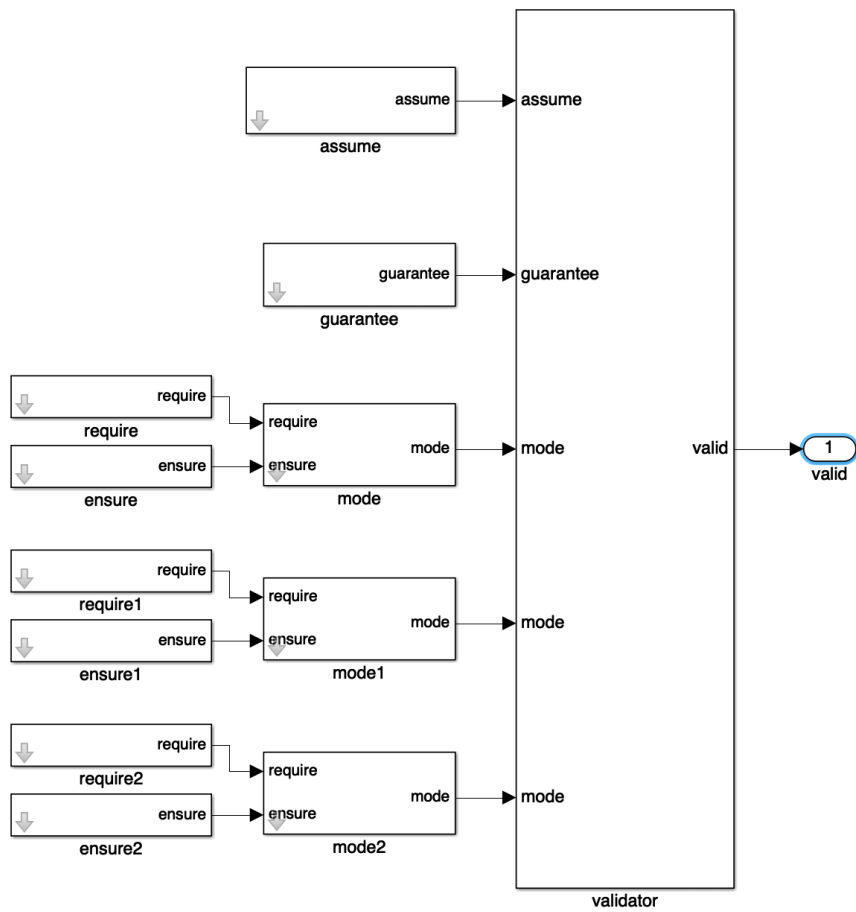 assume
assume
assume
guarantee
guarantee
guarantee
require
require
ensure
ensure
require
ensure
mode
mode
mode
valid
1
valid
require
require1
ensure
ensure1
require
ensure
mode
mode1
mode
require
require2
ensure
ensure2
require
ensure
mode
mode2
mode
validator